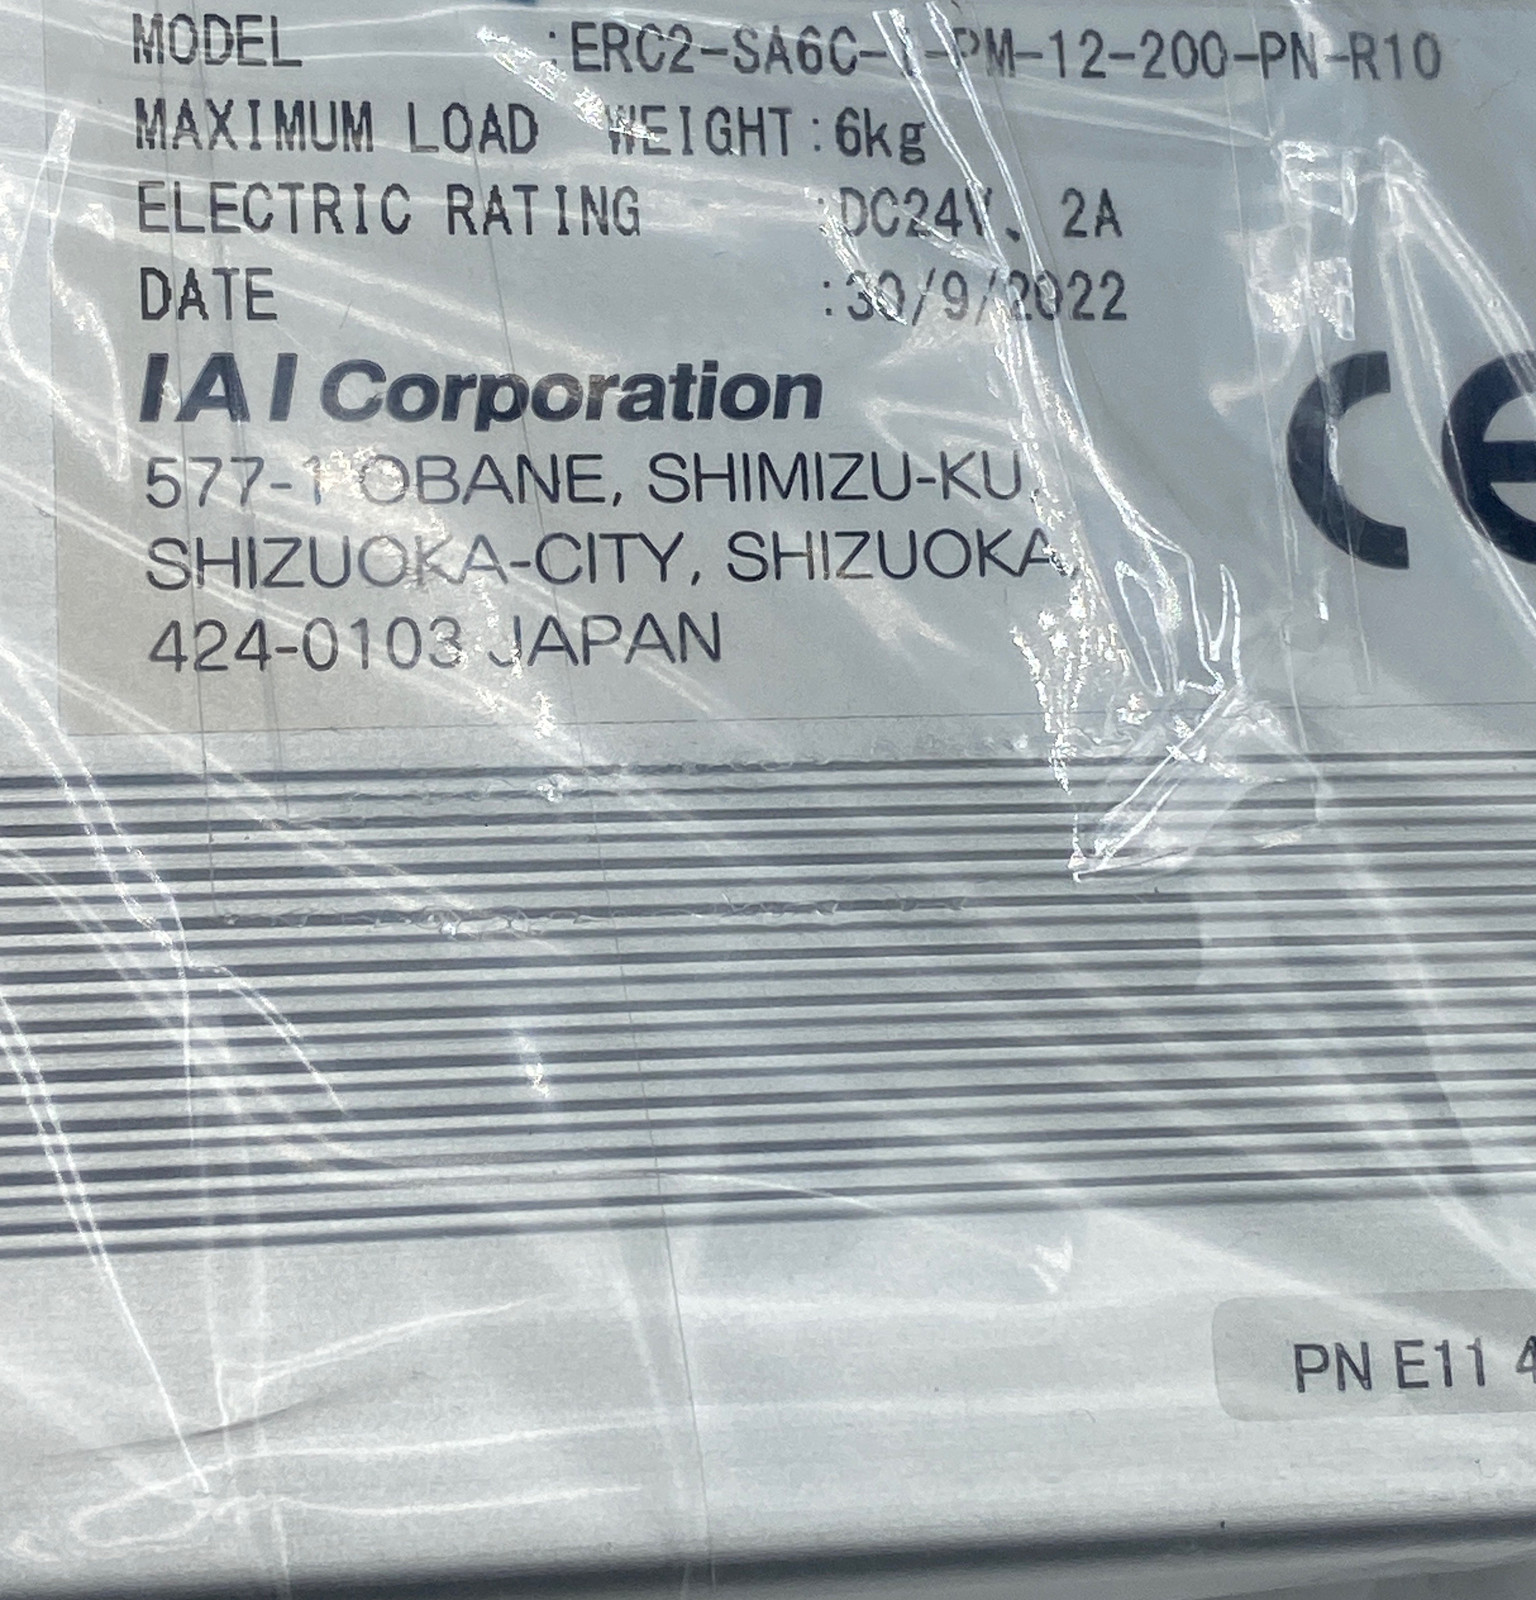 MODEL :ERC2-SA6C-I-PM-12-200-PN-R10
MAXIMUM LOAD WEIGHT:6kg
ELECTRIC RATING :DC24V、2A
DATE :30/9/2022
IAI Corporation
577-1 OBANE, SHIMIZU-KU,
SHIZUOKA-CITY, SHIZUOKA,
424-0103 JAPAN
CE
PN E11 4